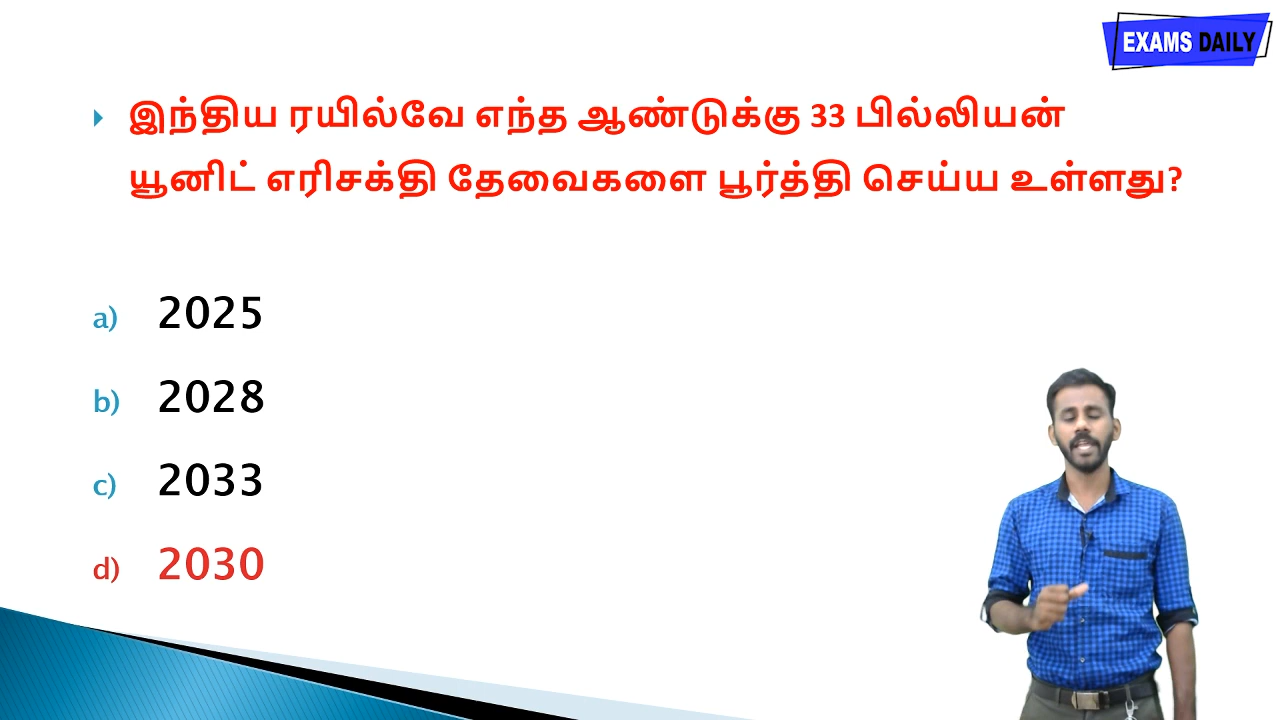 EXAMS DAILY
இந்திய ரயில்வே எந்த ஆண்டுக்கு 33 பில்லியன்
யூனிட் எரிசக்தி தேவைகளை பூர்த்தி செய்ய உள்ளது?
a) 2025
b) 2028
c) 2033
d) 2030